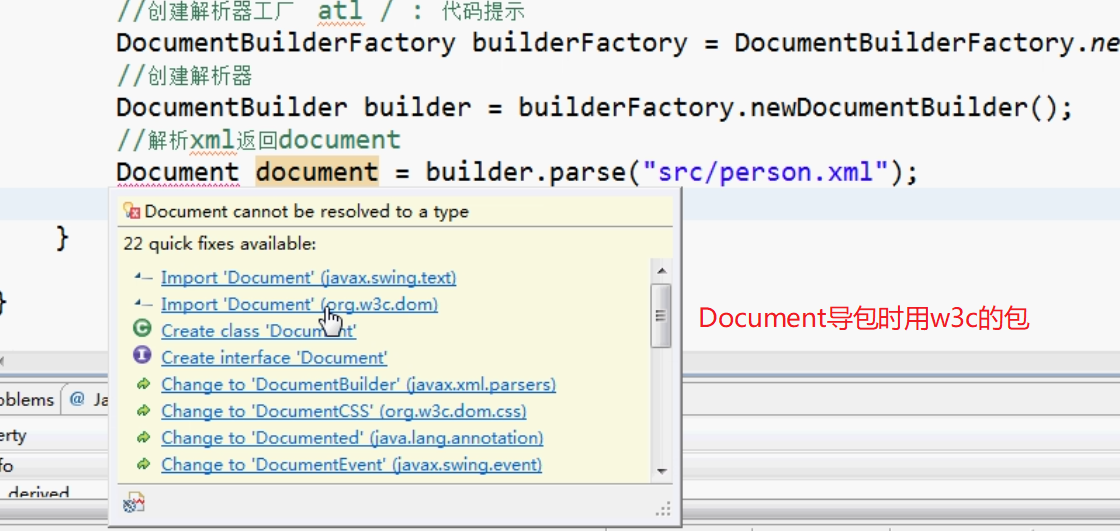 //创建解析器工厂 atl / : 代码提示
DocumentBuilderFactory builderFactory = DocumentBuilderFactory.ne
//创建解析器
DocumentBuilder builder = builderFactory.newDocumentBuilder();
//解析xml返回document
Document document = builder.parse("src/person.xml");
Document cannot be resolved to a type
}
22 quick fixes available:
Import 'Document' (javax.swing.text)
}
Import 'Document' (org.w3c.dom)
Document导包时用w3c的包
Create class 'Document'
Create interface 'Document'
Change to 'DocumentBuilder' (javax.xml.parsers)
oblems @ Ja
Change to 'DocumentCSS' (org.w3c.dom.css)
erty
Change to 'Documented' (java.lang.annotation)
fo
Change to 'DocumentEvent' (javax.swing.event)
derived